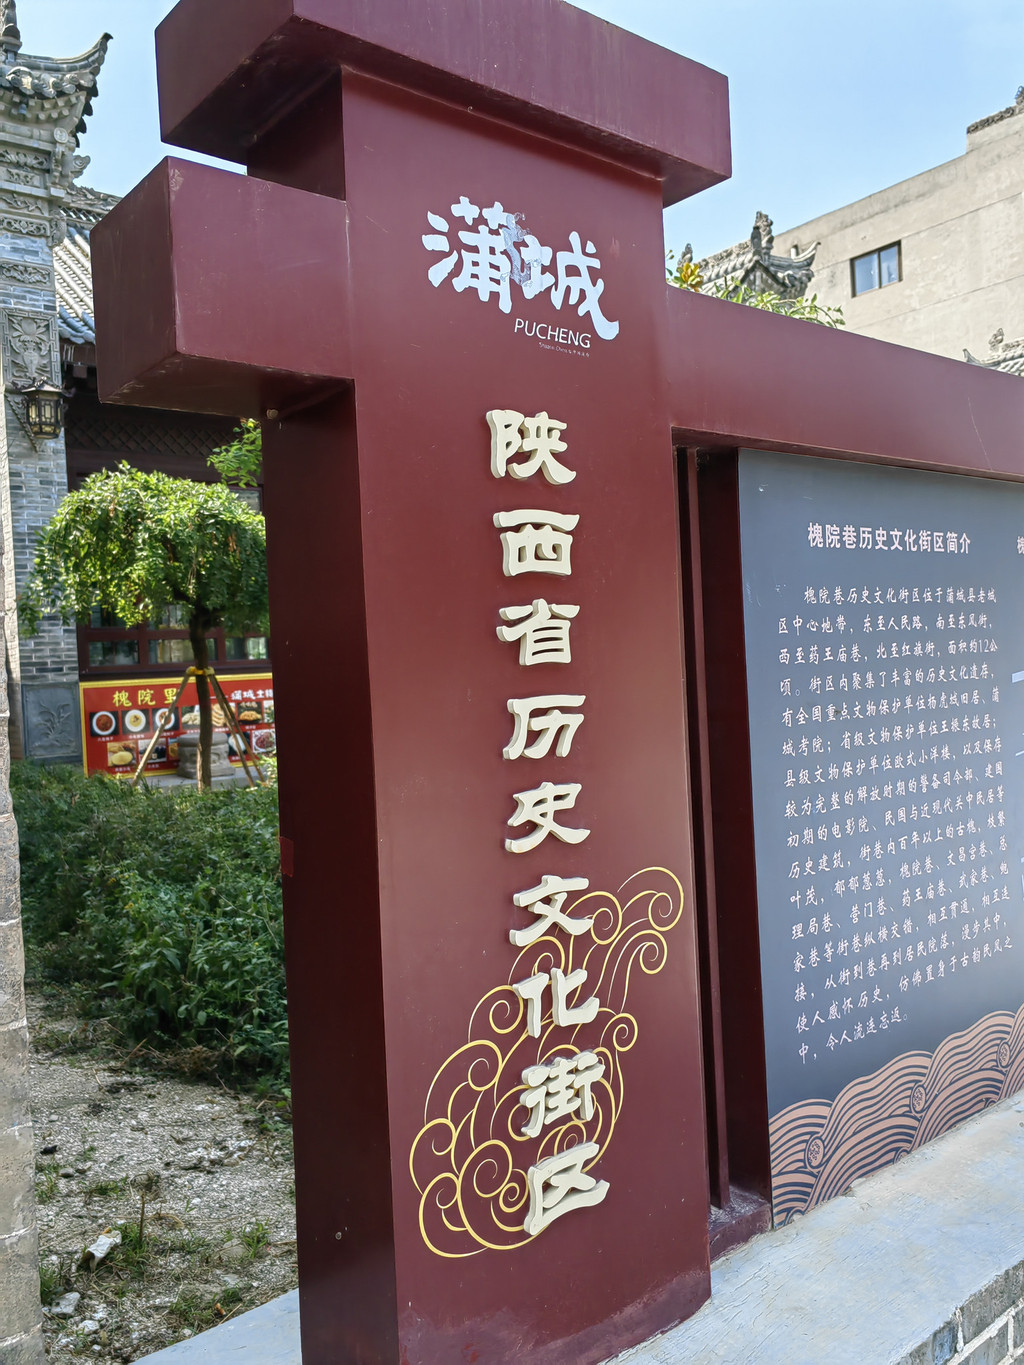 蒲城
PUCHENG
陕西省历史文化街区
槐院巷历史文化街区简介
槐院巷历史文化街区位于蒲城县老城
区中心地带，东至人民路，南至东风街，
西至药王庙巷，北至红旗街，面积约12公
顷。街区内聚集了丰富的历史文化遗存，
有全国重点文物保护单位杨虎城旧居、蒲
城考院；省级文物保护单位王振东故居；
县级文物保护单位欧式小洋楼，以及保存
较为完整的解放时期的警备司令部、建国
初期的电影院、民国与近现代关中民居等
历史建筑，街巷内百年以上的古槐，枝繁
叶茂，郁郁葱葱，槐院巷、文昌宫巷、总
理局巷、营门巷、药王庙巷、武家巷、鲍
家巷等街巷纵横交错，相互贯通，相互连
接，从街到巷再到居民院落，漫步其中，
使人感怀历史，仿佛置身于古韵民风之
中，令人流连忘返。
槐院里
蒲城土特